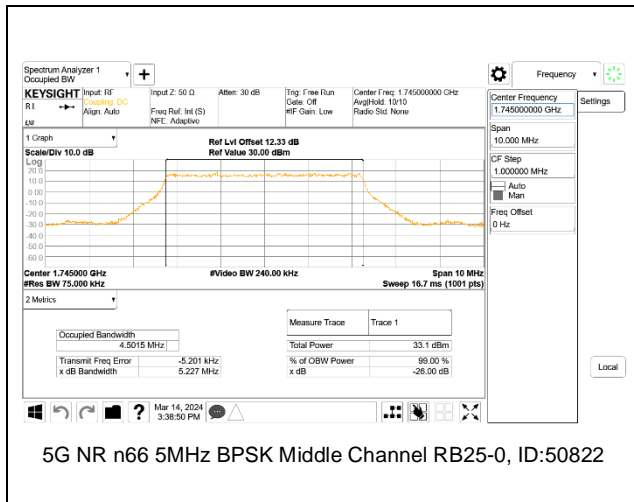 Spectrum Analyzer 1
Occupied BW
Frequency
KEYSIGHT Input: RF Input Z: 50 Ω Atten: 30 dB Trig: Free Run Center Freq: 1.745000000 GHz
Coupling: DC Gate: Off Avg|Hold: 10/10
Align: Auto Freq Ref: Int (S) #IF Gain: Low Radio Std: None
NFE: Adaptive
Center Frequency
1.745000000 GHz
Settings
Span
10.000 MHz
CF Step
1.000000 MHz
Auto
Man
Freq Offset
0 Hz
Local
1 Graph
Ref Lvl Offset 12.33 dB
Scale/Div 10.0 dB Ref Value 30.00 dBm
Log
20.0
10.0
0.00
-10.0
-20.0
-30.0
-40.0
-50.0
-60.0
Center 1.745000 GHz #Video BW 240.00 kHz Span 10 MHz
#Res BW 75.000 kHz Sweep 16.7 ms (1001 pts)
2 Metrics
Measure Trace Trace 1
Occupied Bandwidth
4.5015 MHz Total Power 33.1 dBm
Transmit Freq Error -5.201 kHz % of OBW Power 99.00 %
x dB Bandwidth 5.227 MHz x dB -26.00 dB
Mar 14, 2024
3:38:50 PM
5G NR n66 5MHz BPSK Middle Channel RB25-0, ID:50822